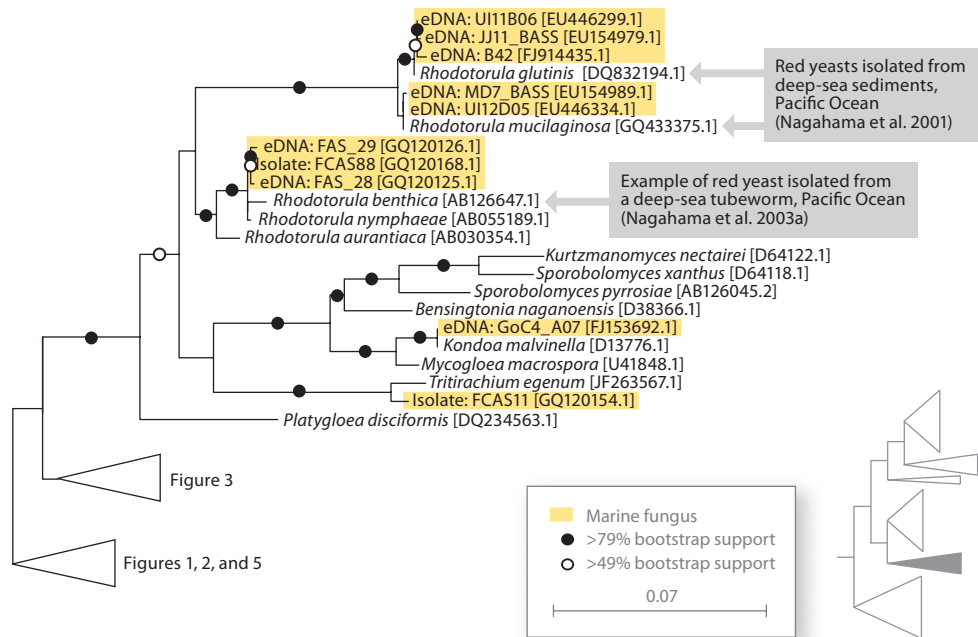 eDNA: UI11B06 [EU446299.1]
eDNA: JJ11_BASS [EU154979.1]
eDNA: B42 [FJ914435.1]
Rhodotorula glutinis [DQ832194.1]
eDNA: MD7_BASS [EU154989.1]
eDNA: UI12D05 [EU446334.1]
Rhodotorula mucilaginosa [GQ433375.1]
Red yeasts isolated from
deep-sea sediments,
Pacific Ocean
(Nagahama et al. 2001)
eDNA: FAS_29 [GQ120126.1]
Isolate: FCAS88 [GQ120168.1]
eDNA: FAS_28 [GQ120125.1]
Rhodotorula benthica [AB126647.1]
Rhodotorula nymphaeae [AB055189.1]
Rhodotorula aurantiaca [AB030354.1]
Example of red yeast isolated from
a deep-sea tubeworm, Pacific Ocean
(Nagahama et al. 2003a)
Kurtzmanomyces nectairei [D64122.1]
Sporobolomyces xanthus [D64118.1]
Sporobolomyces pyrrosiae [AB126045.2]
Bensingtonia naganoensis [D38366.1]
eDNA: GoC4_A07 [FJ153692.1]
Kondoa malvinella [D13776.1]
Mycogloea macrospora [U41848.1]
Tritirachium egenum [JF263567.1]
Isolate: FCAS11 [GQ120154.1]
Platygloea disciformis [DQ234563.1]
Figure 3
Figures 1, 2, and 5
Marine fungus
>79% bootstrap support
>49% bootstrap support
0.07